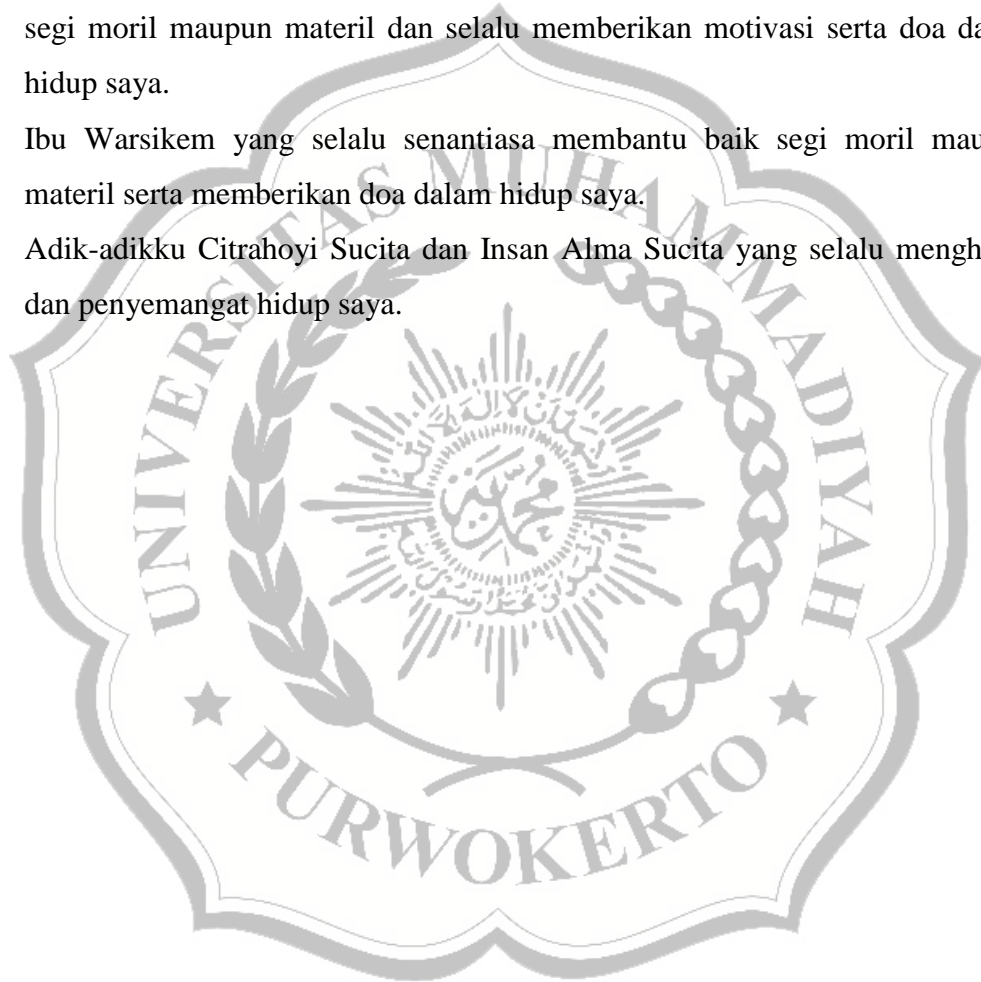 segi moril maupun materil dan selalu memberikan motivasi serta doa da
hidup saya.
Ibu Warsikem yang selalu senantiasa membantu baik segi moril mau
materil serta memberikan doa dalam hidup saya.
Adik-adikku Citrahoyi Sucita dan Insan Alma Sucita yang selalu mengh
dan penyemangat hidup saya.
UNIVERSITAS MUHAMMADIYAH
PURWOKERTO